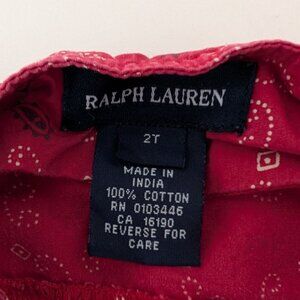 RALPH LAUREN
2T
MADE IN
INDIA
100% COTTON
RN 0103446
CA 16190
REVERSE FOR
CARE